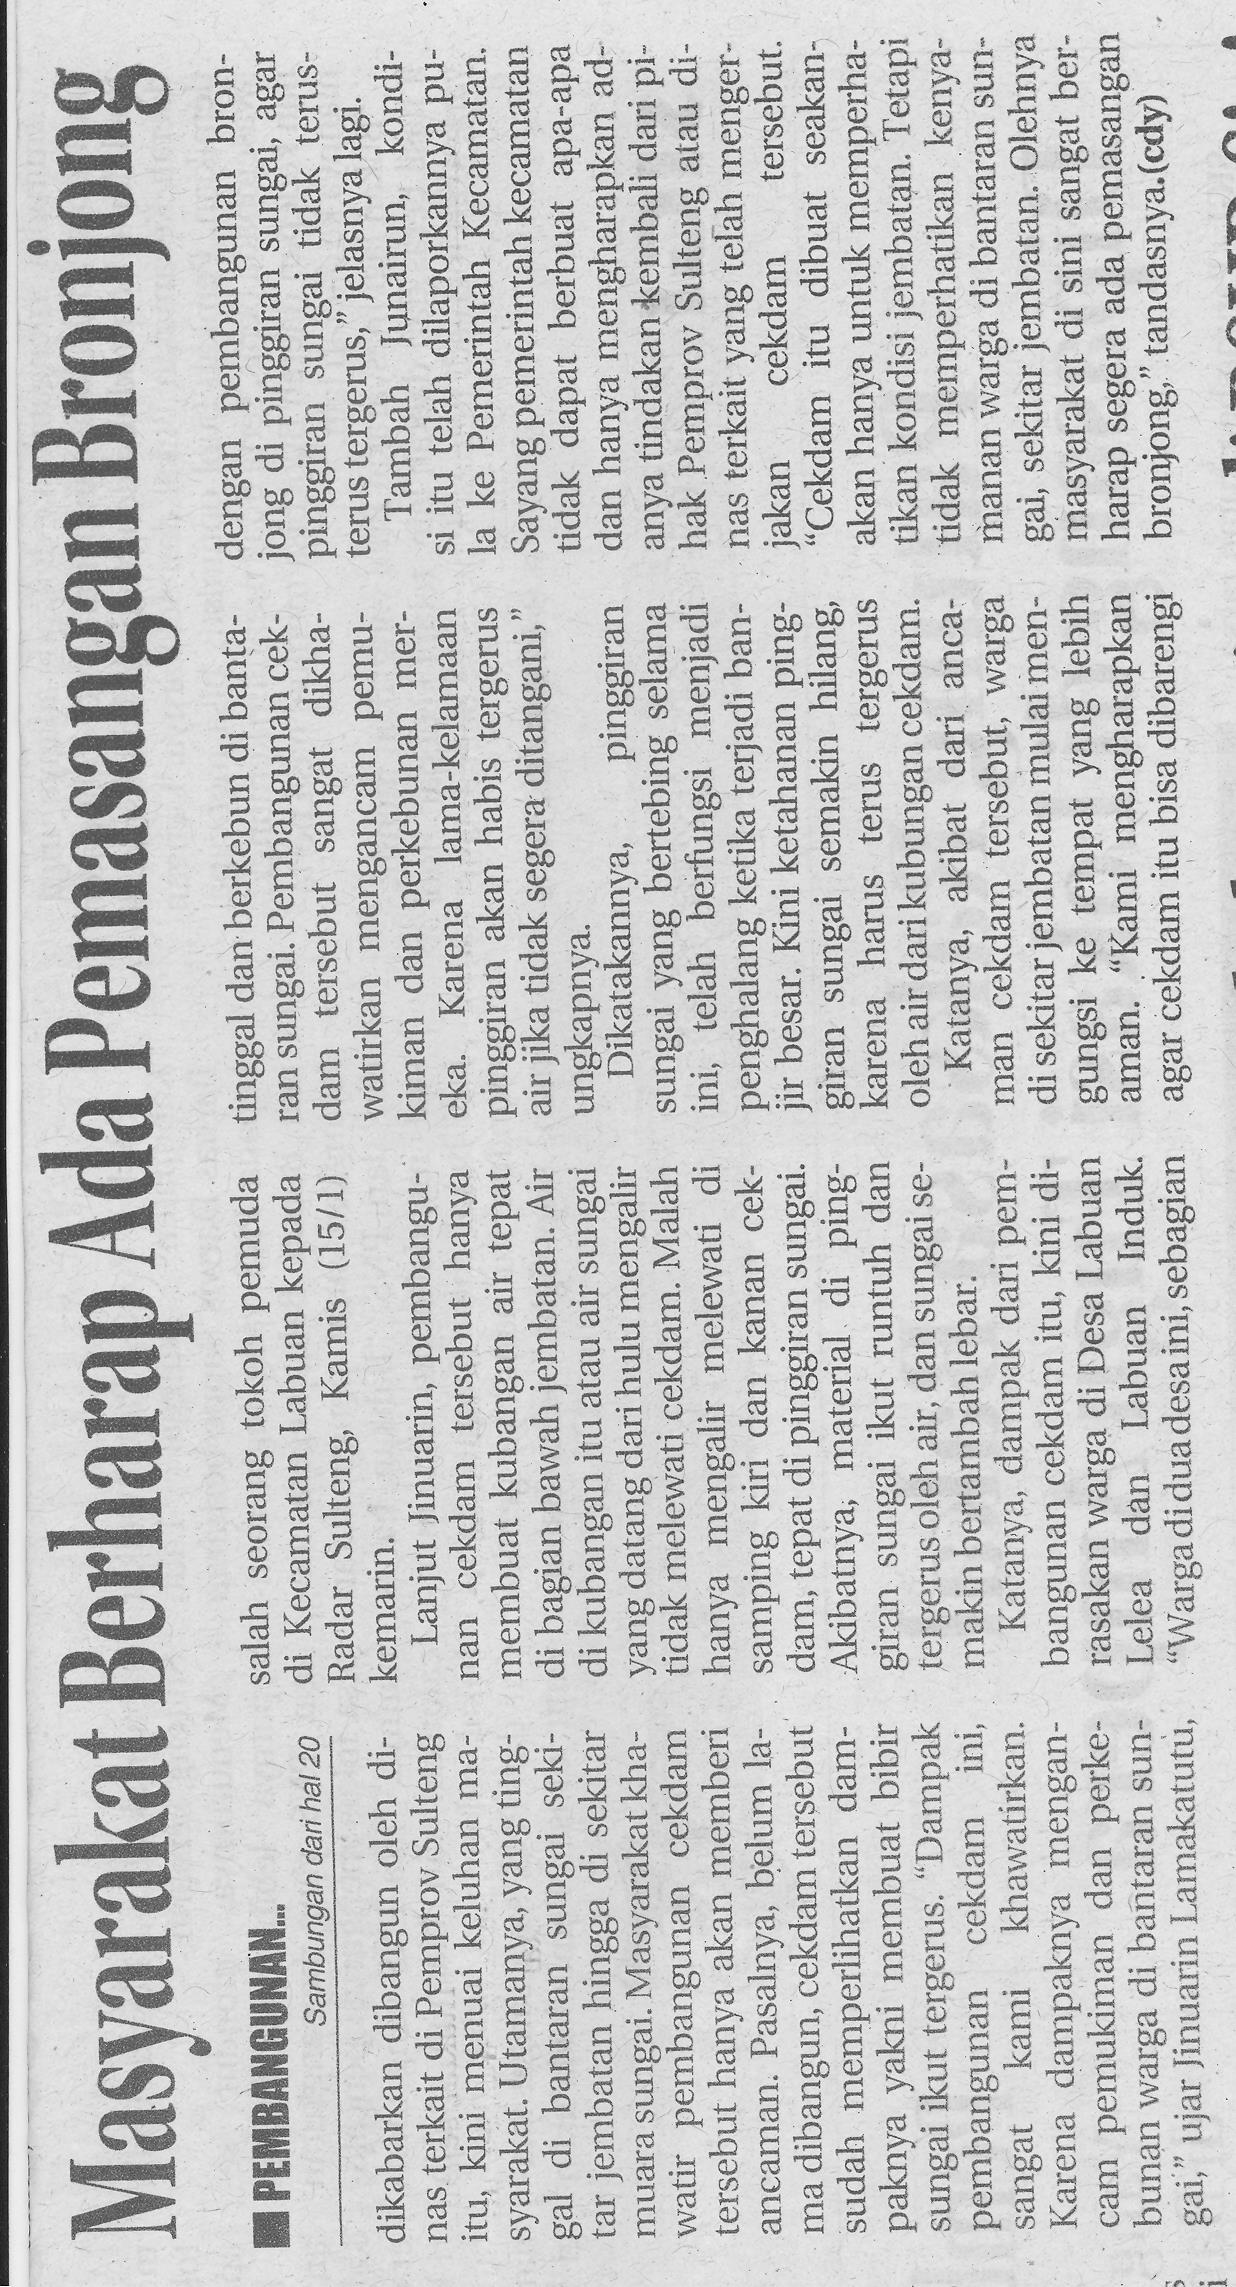 Masyarakat Berharap Ada Pemasangan Bronjong
PEMBANGUNAN...
Sambungan dari hal 20
dikabarkan dibangun oleh di-
nas terkait di Pemprov Sulteng
itu, kini menuai keluhan ma-
syarakat. Utamanya, yang ting-
gal di bantaran sungai seki-
tar jembatan hingga di sekitar
muara sungai. Masyarakat kha-
watir pembangunan cekdam
tersebut hanya akan memberi
ancaman. Pasalnya, belum la-
ma dibangun, cekdam tersebut
sudah memperlihatkan dam-
paknya yakni membuat bibir
sungai ikut tergerus. “Dampak
pembangunan cekdam ini,
sangat kami khawatirkan.
Karena dampaknya mengan-
cam pemukiman dan perke-
bunan warga di bantaran sun-
gai,” ujar Jinuarin Lamakatutu,
salah seorang tokoh pemuda
di Kecamatan Labuan kepada
Radar Sulteng, Kamis (15/1)
kemarin.
Lanjut Jinuarin, pembangu-
nan cekdam tersebut hanya
membuat kubangan air tepat
di bagian bawah jembatan. Air
di kubangan itu atau air sungai
yang datang dari hulu mengalir
tidak melewati cekdam. Malah
hanya mengalir melewati di
samping kiri dan kanan cek-
dam, tepat di pinggiran sungai.
Akibatnya, material di ping-
giran sungai ikut runtuh dan
tergerus oleh air, dan sungai se-
makin bertambah lebar.
Katanya, dampak dari pem-
bangunan cekdam itu, kini di-
rasakan warga di Desa Labuan
Lelea dan Labuan Induk.
“Warga di dua desa ini, sebagian
tinggal dan berkebun di banta-
ran sungai. Pembangunan cek-
dam tersebut sangat dikha-
watirkan mengancam pemu-
kiman dan perkebunan mer-
eka. Karena lama-kelamaan
pinggiran akan habis tergerus
air jika tidak segera ditangani,”
ungkapnya.
Dikatakannya, pinggiran
sungai yang bertebing selama
ini, telah berfungsi menjadi
penghalang ketika terjadi ban-
jir besar. Kini ketahanan ping-
giran sungai semakin hilang,
karena harus terus tergerus
oleh air dari kubungan cekdam.
Katanya, akibat dari anca-
man cekdam tersebut, warga
di sekitar jembatan mulai men-
gungsi ke tempat yang lebih
aman. “Kami mengharapkan
agar cekdam itu bisa dibarengi
dengan pembangunan bron-
jong di pinggiran sungai, agar
pinggiran sungai tidak terus-
terus tergerus,” jelasnya lagi.
Tambah Junairun, kondi-
si itu telah dilaporkannya pu-
la ke Pemerintah Kecamatan.
Sayang pemerintah kecamatan
tidak dapat berbuat apa-apa
dan hanya mengharapkan ad-
anya tindakan kembali dari pi-
hak Pemprov Sulteng atau di-
nas terkait yang telah menger-
jakan cekdam tersebut.
“Cekdam itu dibuat seakan-
akan hanya untuk memperha-
tikan kondisi jembatan. Tetapi
tidak memperhatikan kenya-
manan warga di bantaran sun-
gai, sekitar jembatan. Olehnya
masyarakat di sini sangat ber-
harap segera ada pemasangan
bronjong,” tandasnya.(cdy)